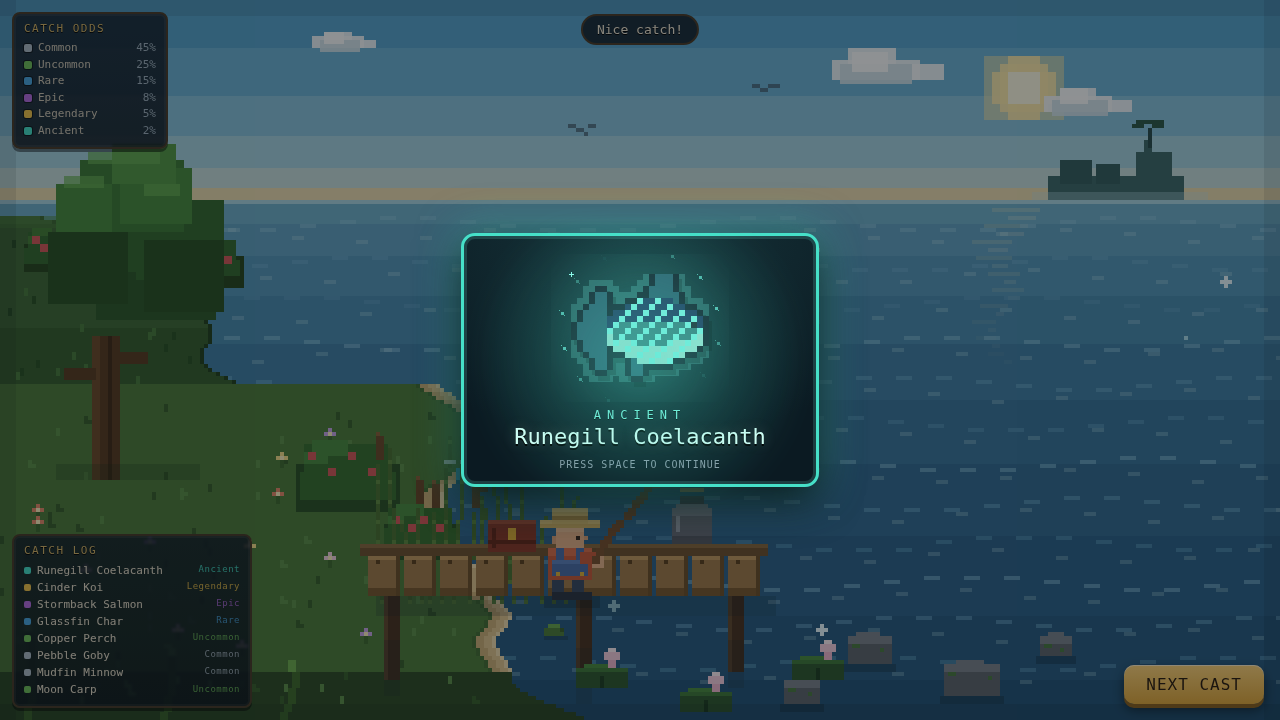 CATCH ODDS
Common 45%
Uncommon 25%
Rare 15%
Epic 8%
Legendary 5%
Ancient 2%
Nice catch!
ANCIENT
Runegill Coelacanth
PRESS SPACE TO CONTINUE
CATCH LOG
Runegill Coelacanth Ancient
Cinder Koi Legendary
Stormback Salmon Epic
Glassfin Char Rare
Copper Perch Uncommon
Pebble Goby Common
Mudfin Minnow Common
Moon Carp Uncommon
NEXT CAST